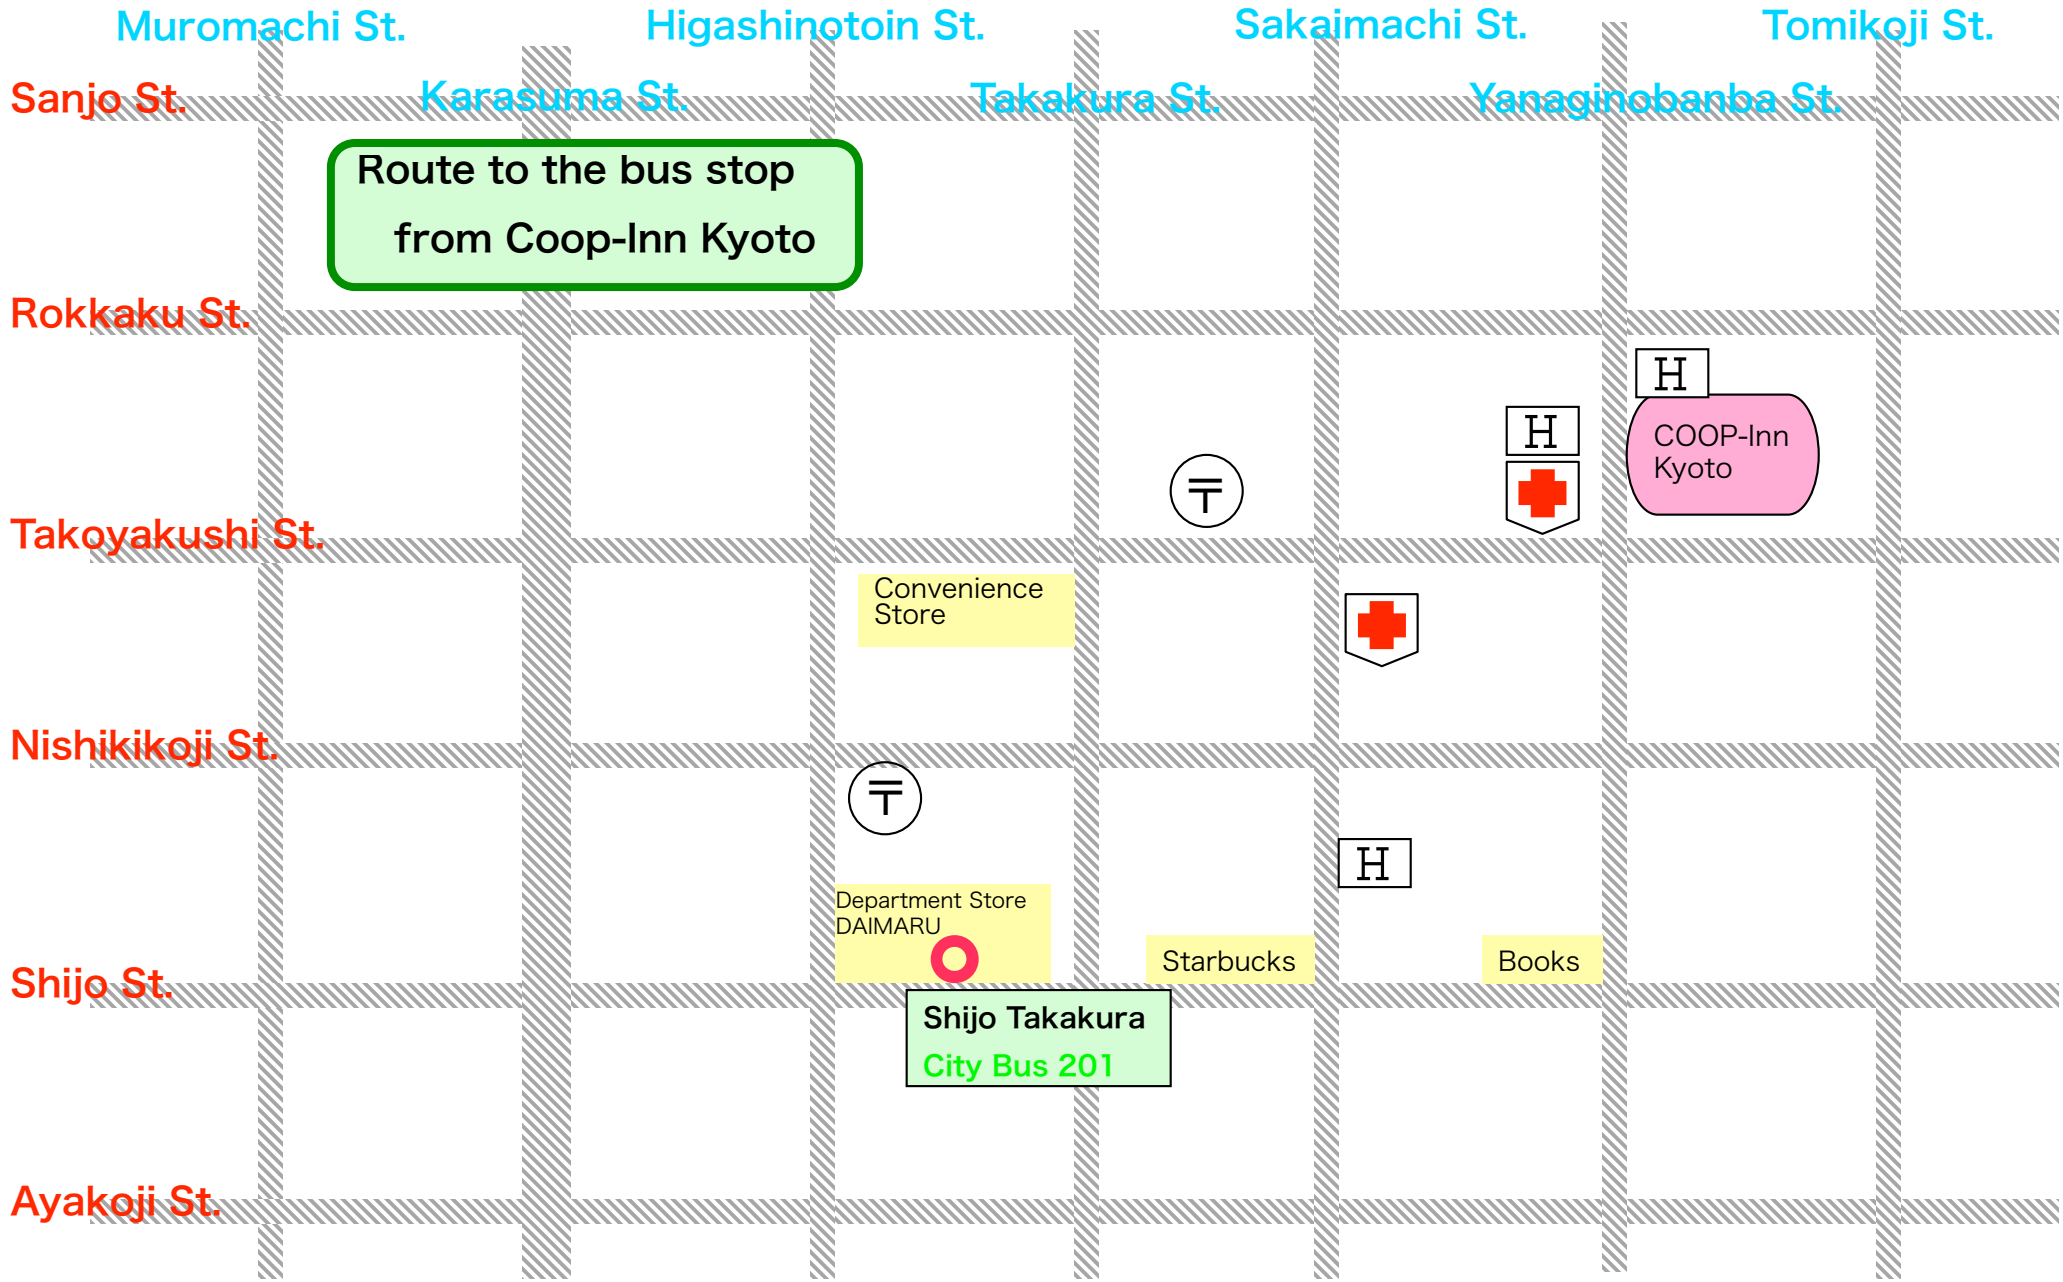 Muromachi St.
Higashinotoin St.
Sakaimachi St.
Tomikoji St.
Sanjo St.
Karasuma St.
Takakura St.
Yanaginobanba St.
Route to the bus stop
from Coop-Inn Kyoto
Rokkaku St.
H
H
COOP-Inn
Kyoto
〒
Takoyakushi St.
Convenience
Store
Nishikikoji St.
〒
H
Department Store
DAIMARU
Starbucks
Books
Shijo St.
Shijo Takakura
City Bus 201
Ayakoji St.